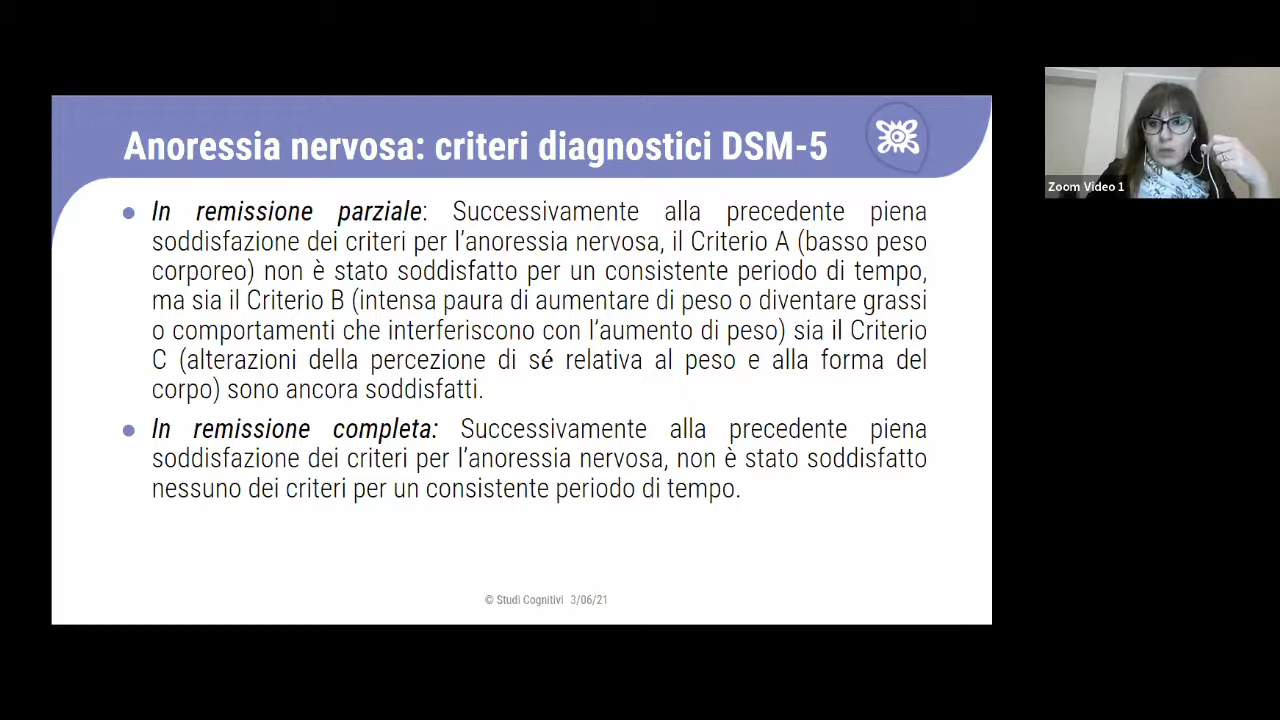 Anoressia nervosa: criteri diagnostici DSM-5
In remissione parziale: Successivamente alla precedente piena
soddisfazione dei criteri per l'anoressia nervosa, il Criterio A (basso peso
corporeo) non è stato soddisfatto per un consistente periodo di tempo,
ma sia il Criterio B (intensa paura di aumentare di peso o diventare grassi
o comportamenti che interferiscono con l'aumento di peso) sia il Criterio
C (alterazioni della percezione di sé relativa al peso e alla forma del
corpo) sono ancora soddisfatti.
In remissione completa: Successivamente alla precedente piena
soddisfazione dei criteri per l'anoressia nervosa, non è stato soddisfatto
nessuno dei criteri per un consistente periodo di tempo.
© Studi Cognitivi 3/06/21
Zoom Video 1